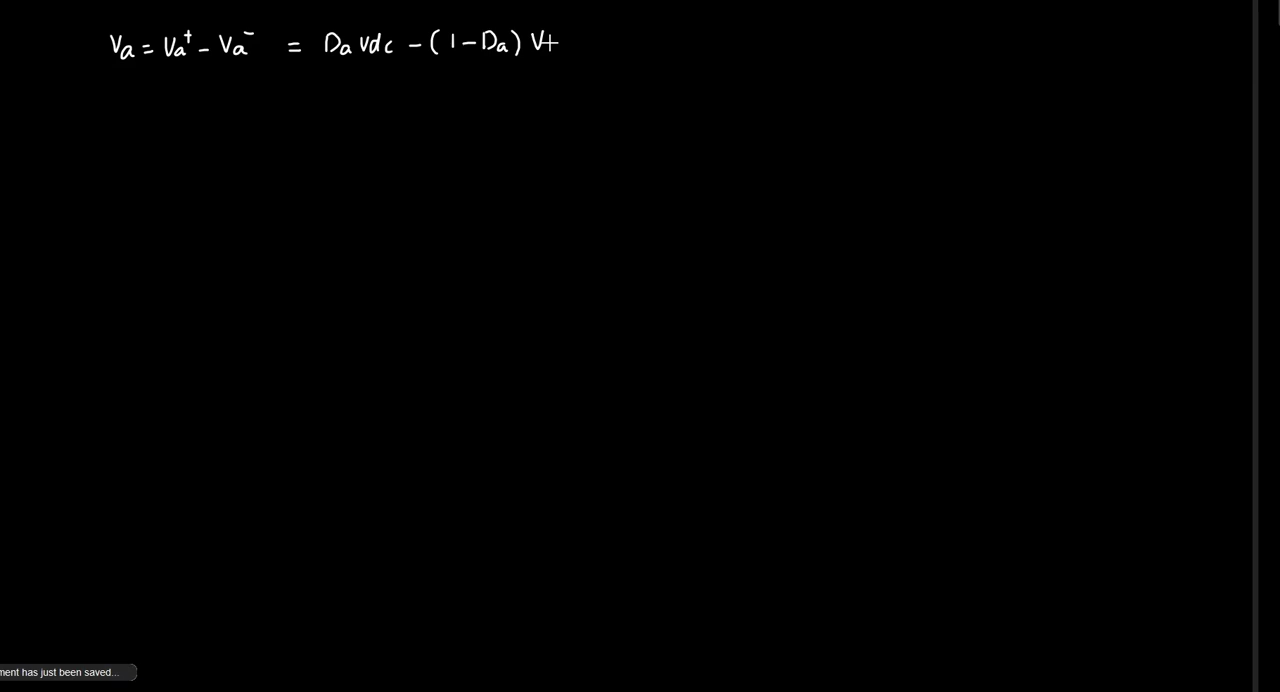 Va = Va⁺ - Va⁻ = Da vdc - (1 - Da) V+
ment has just been saved...